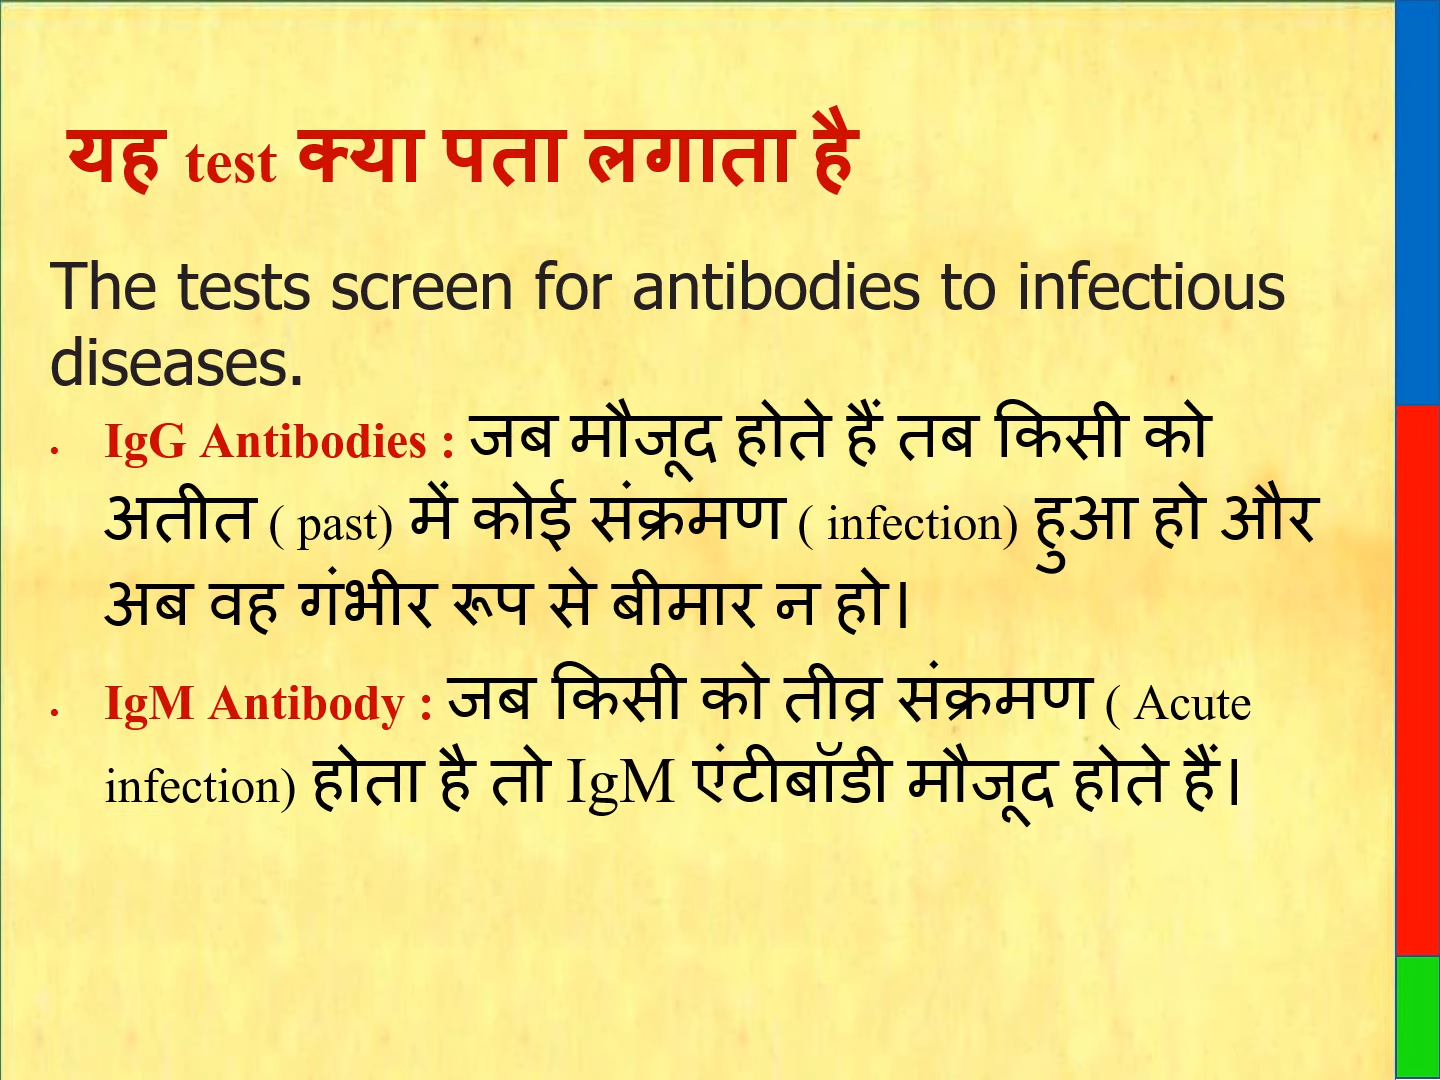 यह test क्या पता लगाता है
The tests screen for antibodies to infectious
diseases.
• IgG Antibodies : जब मौजूद होते हैं तब किसी को
अतीत ( past) में कोई संक्रमण ( infection) हुआ हो और
अब वह गंभीर रूप से बीमार न हो।
• IgM Antibody : जब किसी को तीव्र संक्रमण ( Acute
infection) होता है तो IgM एंटीबॉडी मौजूद होते हैं।